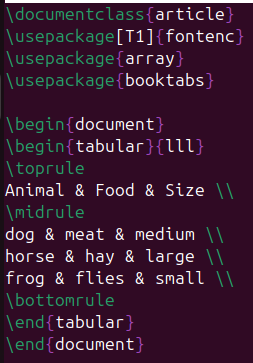 \documentclass{article}
\usepackage[T1]{fontenc}
\usepackage{array}
\usepackage{booktabs}

\begin{document}
\begin{tabular}{lll}
\toprule
Animal & Food & Size \\
\midrule
dog & meat & medium \\
horse & hay & large \\
frog & flies & small \\
\bottomrule
\end{tabular}
\end{document}